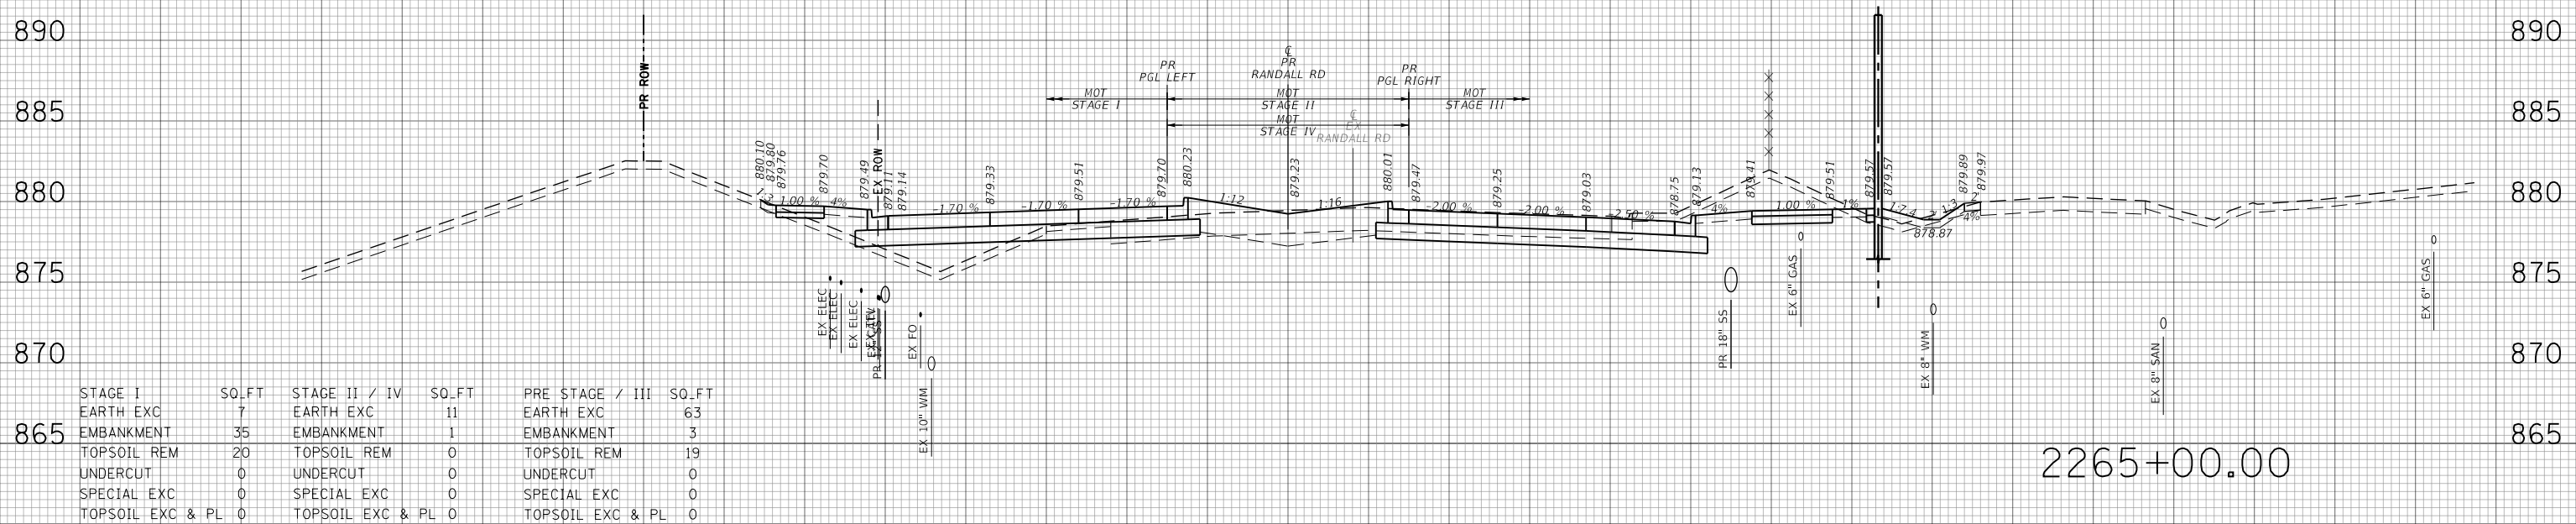 890
885
880
875
870
865
PR ROW
EX ROW
℄
PR
RANDALL RD
PR
PGL LEFT
PR
PGL RIGHT
MOT
STAGE I
MOT
STAGE II
MOT
STAGE III
MOT
STAGE IV
℄
EX
RANDALL RD
880.10
879.80
879.76
879.70
879.49
879.11
879.14
879.33
879.51
879.70
880.23
879.23
880.01
879.47
879.25
879.03
878.75
879.13
879.41
879.51
879.57
879.57
879.89
879.97
1:2
1.00 %
4%
-1.70 %
-1.70 %
-1.70 %
1:12
1:16
-2.00 %
-2.00 %
-2.50 %
4%
1.00 %
1%
1:7.4
1:3
4%
878.87
EX ELEC
EX ELEC
EX ELEC
EX FO
EX 10" WM
PR 18" SS
EX 6" GAS
EX 8" WM
EX 8" SAN
EX 6" GAS
STAGE I SQ_FT
EARTH EXC 7
EMBANKMENT 35
TOPSOIL REM 20
UNDERCUT 0
SPECIAL EXC 0
TOPSOIL EXC & PL 0
STAGE II / IV SQ_FT
EARTH EXC 11
EMBANKMENT 1
TOPSOIL REM 0
UNDERCUT 0
SPECIAL EXC 0
TOPSOIL EXC & PL 0
PRE STAGE / III SQ_FT
EARTH EXC 63
EMBANKMENT 3
TOPSOIL REM 19
UNDERCUT 0
SPECIAL EXC 0
TOPSOIL EXC & PL 0
2265+00.00
890
885
880
875
870
865